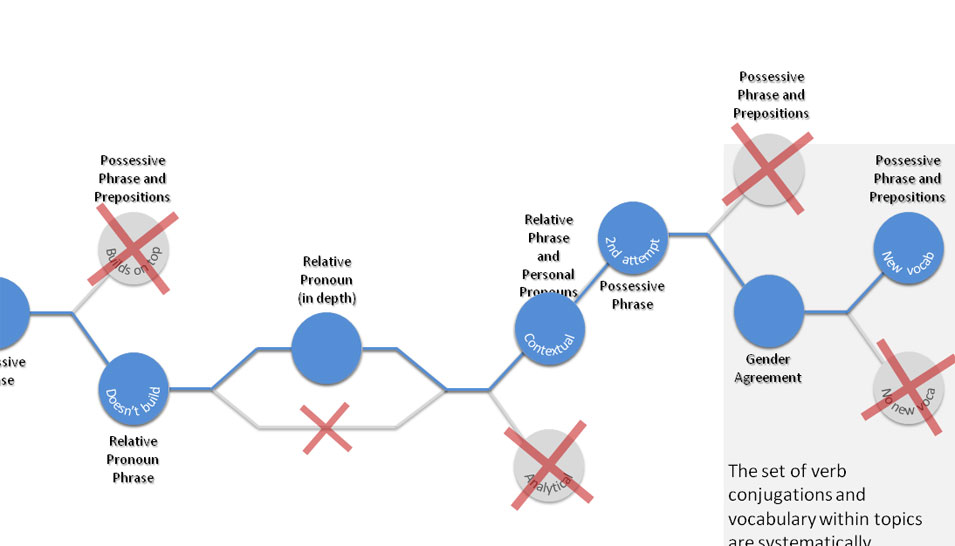 ssive
se
Possessive
Phrase and
Prepositions
Builds on top
Doesn't build
Relative
Pronoun
Phrase
Relative
Pronoun
(in depth)
Relative
Phrase
and
Personal
Pronouns
Contextual
Analytical
2nd attempt
Possessive
Phrase
Possessive
Phrase and
Prepositions
Gender
Agreement
Possessive
Phrase and
Prepositions
New vocab
No new voca
The set of verb
conjugations and
vocabulary within topics
are systematically